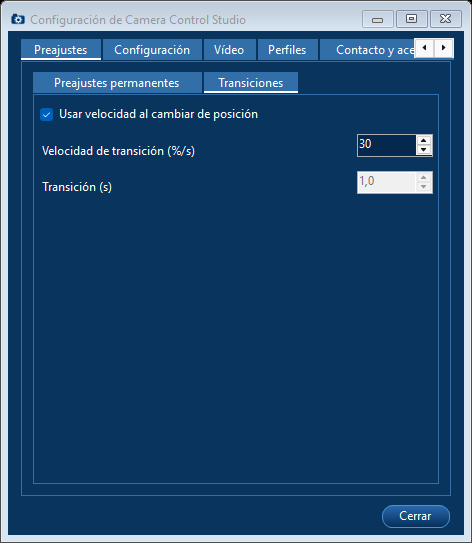 Configuración de Camera Control Studio
Preajustes Configuración Vídeo Perfiles Contacto y ace
Preajustes permanentes Transiciones
Usar velocidad al cambiar de posición
Velocidad de transición (%/s) 30
Transición (s) 1,0
Cerrar